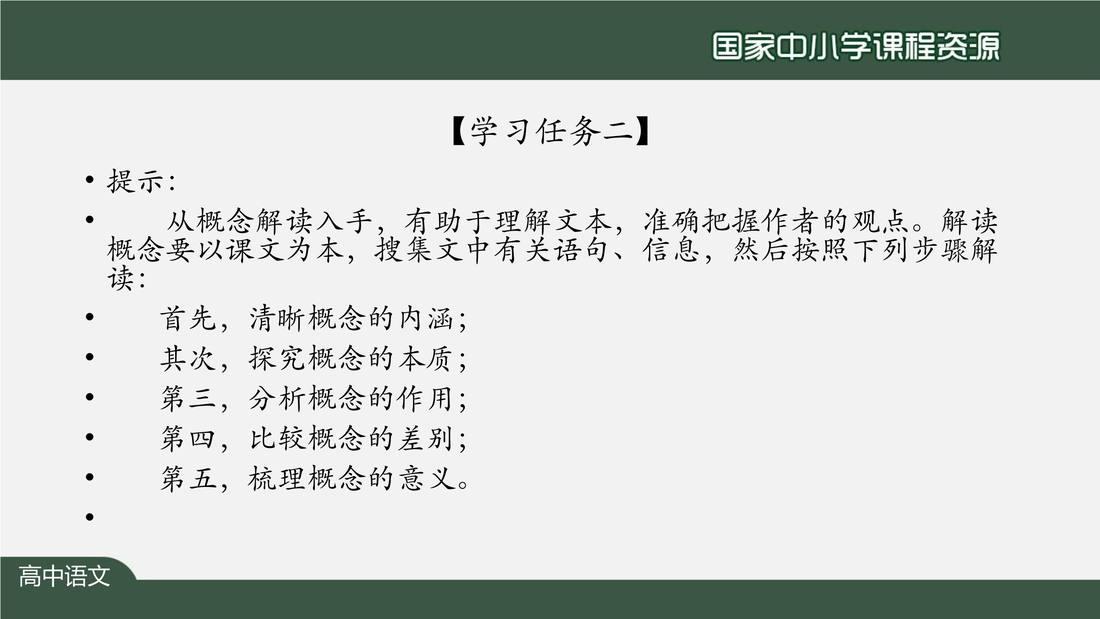 国家中小学课程资源
【学习任务二】
• 提示：
• 从概念解读入手，有助于理解文本，准确把握作者的观点。解读
概念要以课文为本，搜集文中有关语句、信息，然后按照下列步骤解
读：
• 首先，清晰概念的内涵；
• 其次，探究概念的本质；
• 第三，分析概念的作用；
• 第四，比较概念的差别；
• 第五，梳理概念的意义。
•
高中语文